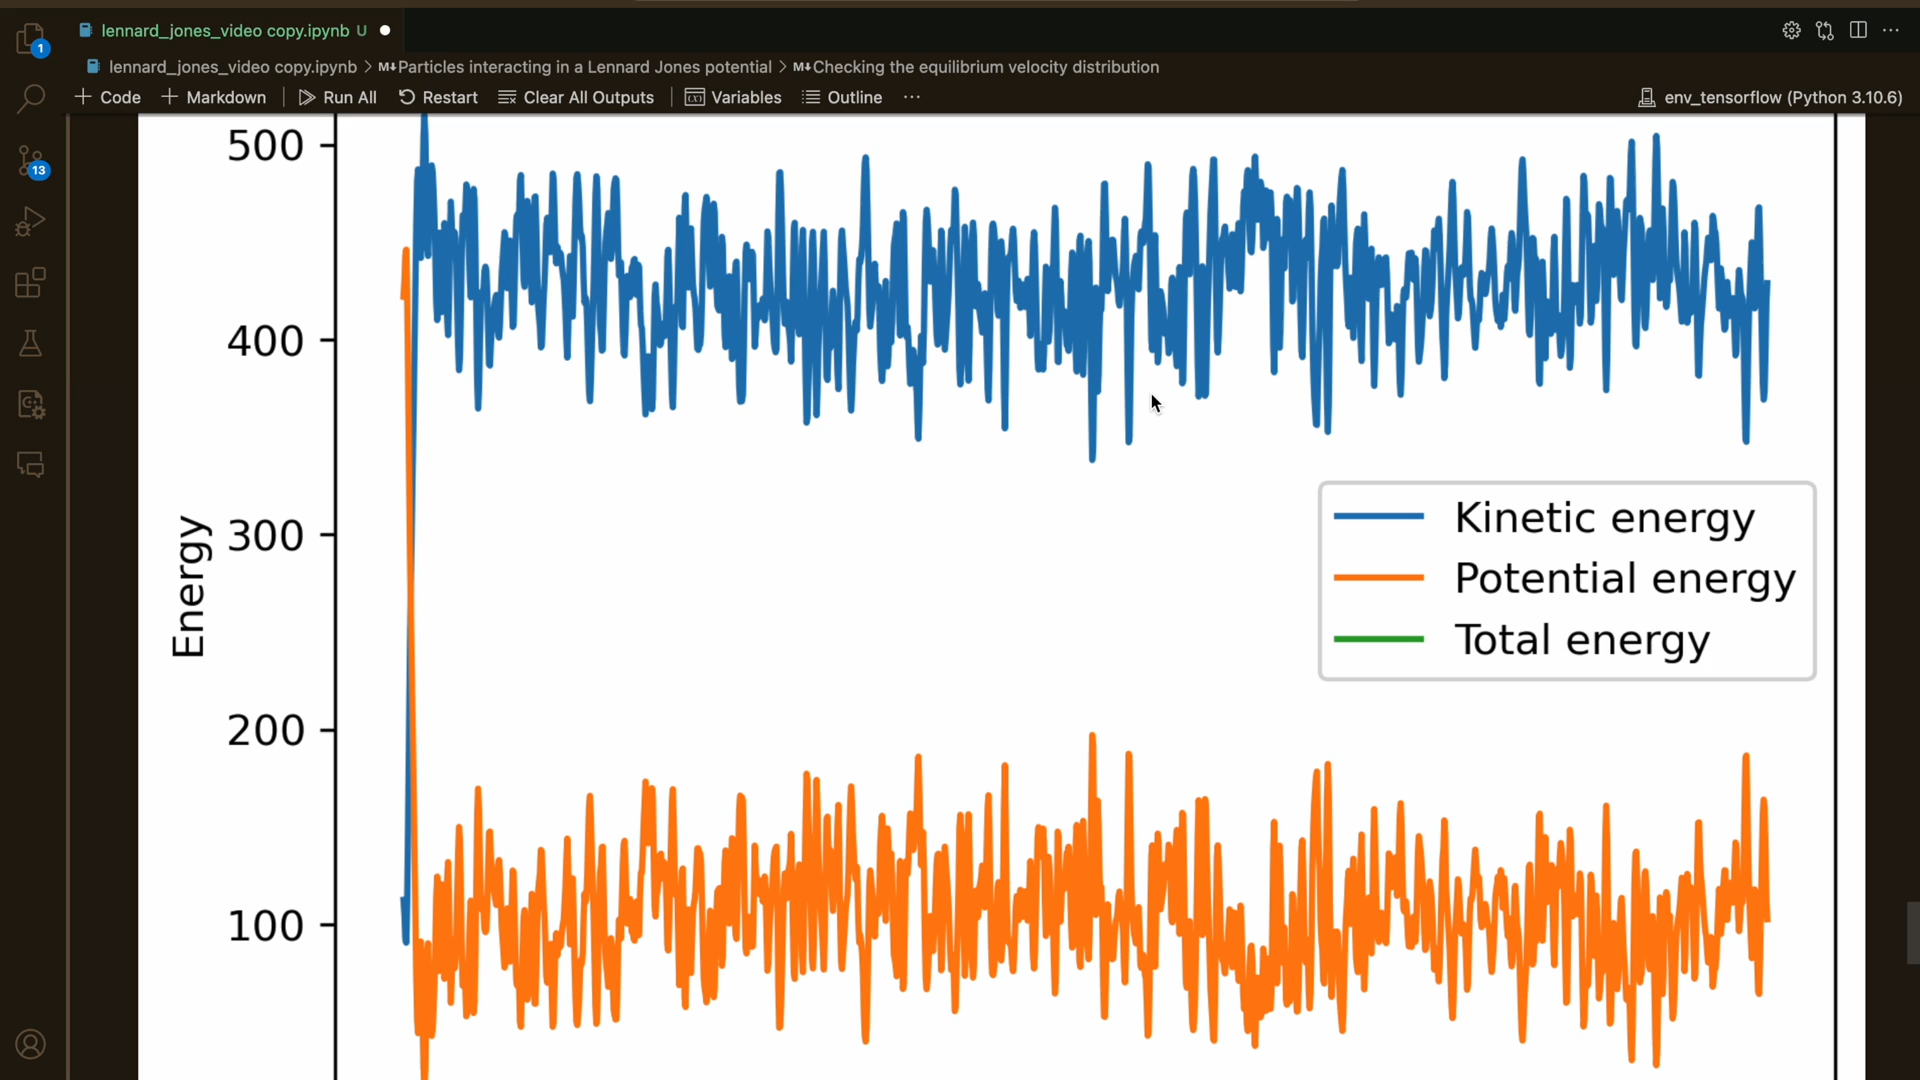 lennard_jones_video copy.ipynb U
lennard_jones_video copy.ipynb > M↓Particles interacting in a Lennard Jones potential > M↓Checking the equilibrium velocity distribution
+ Code + Markdown Run All Restart Clear All Outputs Variables Outline ··· env_tensorflow (Python 3.10.6)
1
13
500
400
300
200
100
Energy
Kinetic energy
Potential energy
Total energy